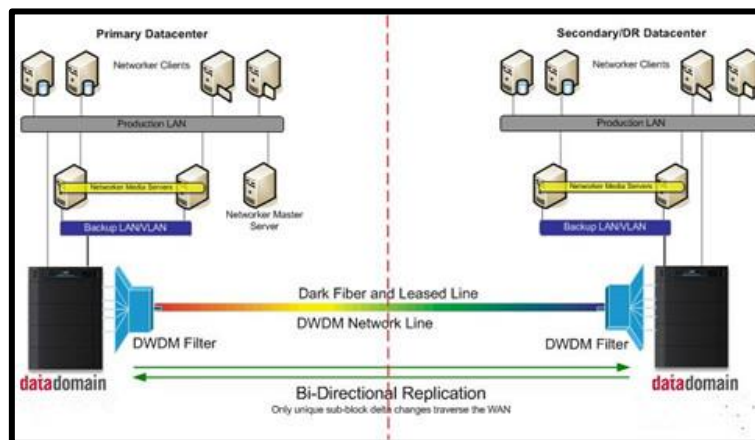 Primary Datacenter
Secondary/DR Datacenter
Networker Clients
Networker Clients
Production LAN
Production LAN
Networker Media Servers
Networker Media Servers
Networker Master
Server
Backup LAN/VLAN
Backup LAN/VLAN
Dark Fiber and Leased Line
DWDM Network Line
DWDM Filter
DWDM Filter
datadomain
datadomain
Bi-Directional Replication
Only unique sub-block delta changes traverse the WAN